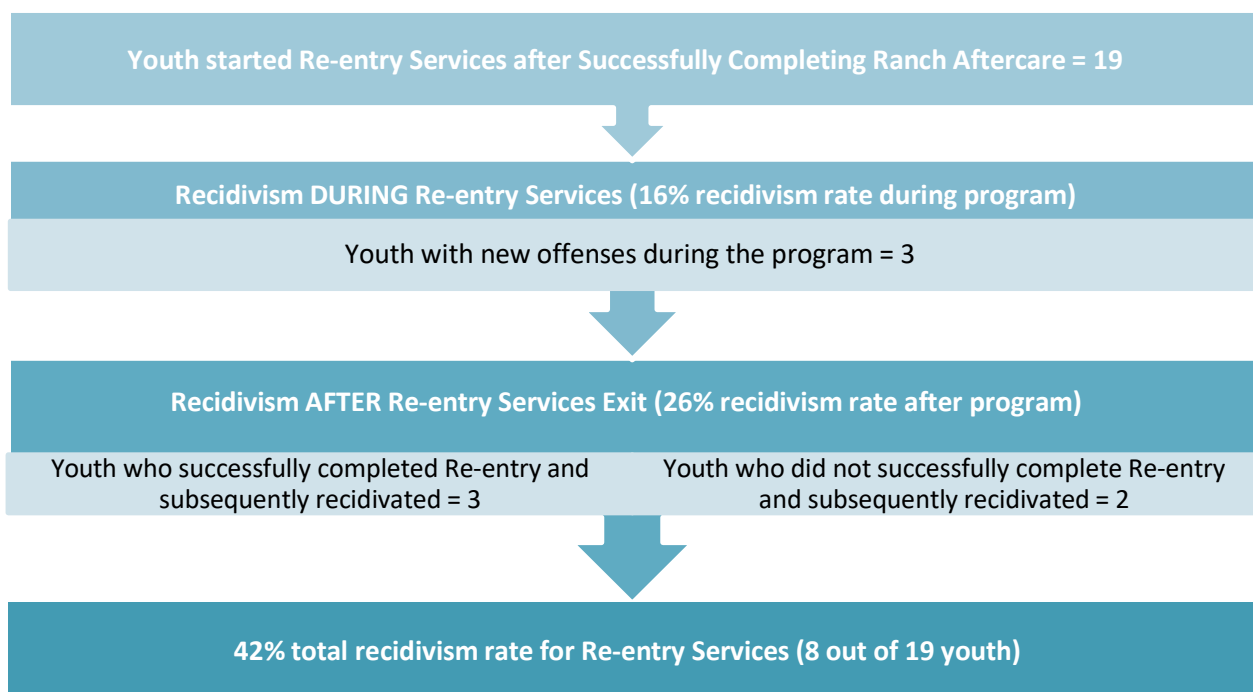 Youth started Re-entry Services after Successfully Completing Ranch Aftercare = 19
Recidivism DURING Re-entry Services (16% recidivism rate during program)
Youth with new offenses during the program = 3
Recidivism AFTER Re-entry Services Exit (26% recidivism rate after program)
Youth who successfully completed Re-entry and
subsequently recidivated = 3
Youth who did not successfully complete Re-entry
and subsequently recidivated = 2
42% total recidivism rate for Re-entry Services (8 out of 19 youth)